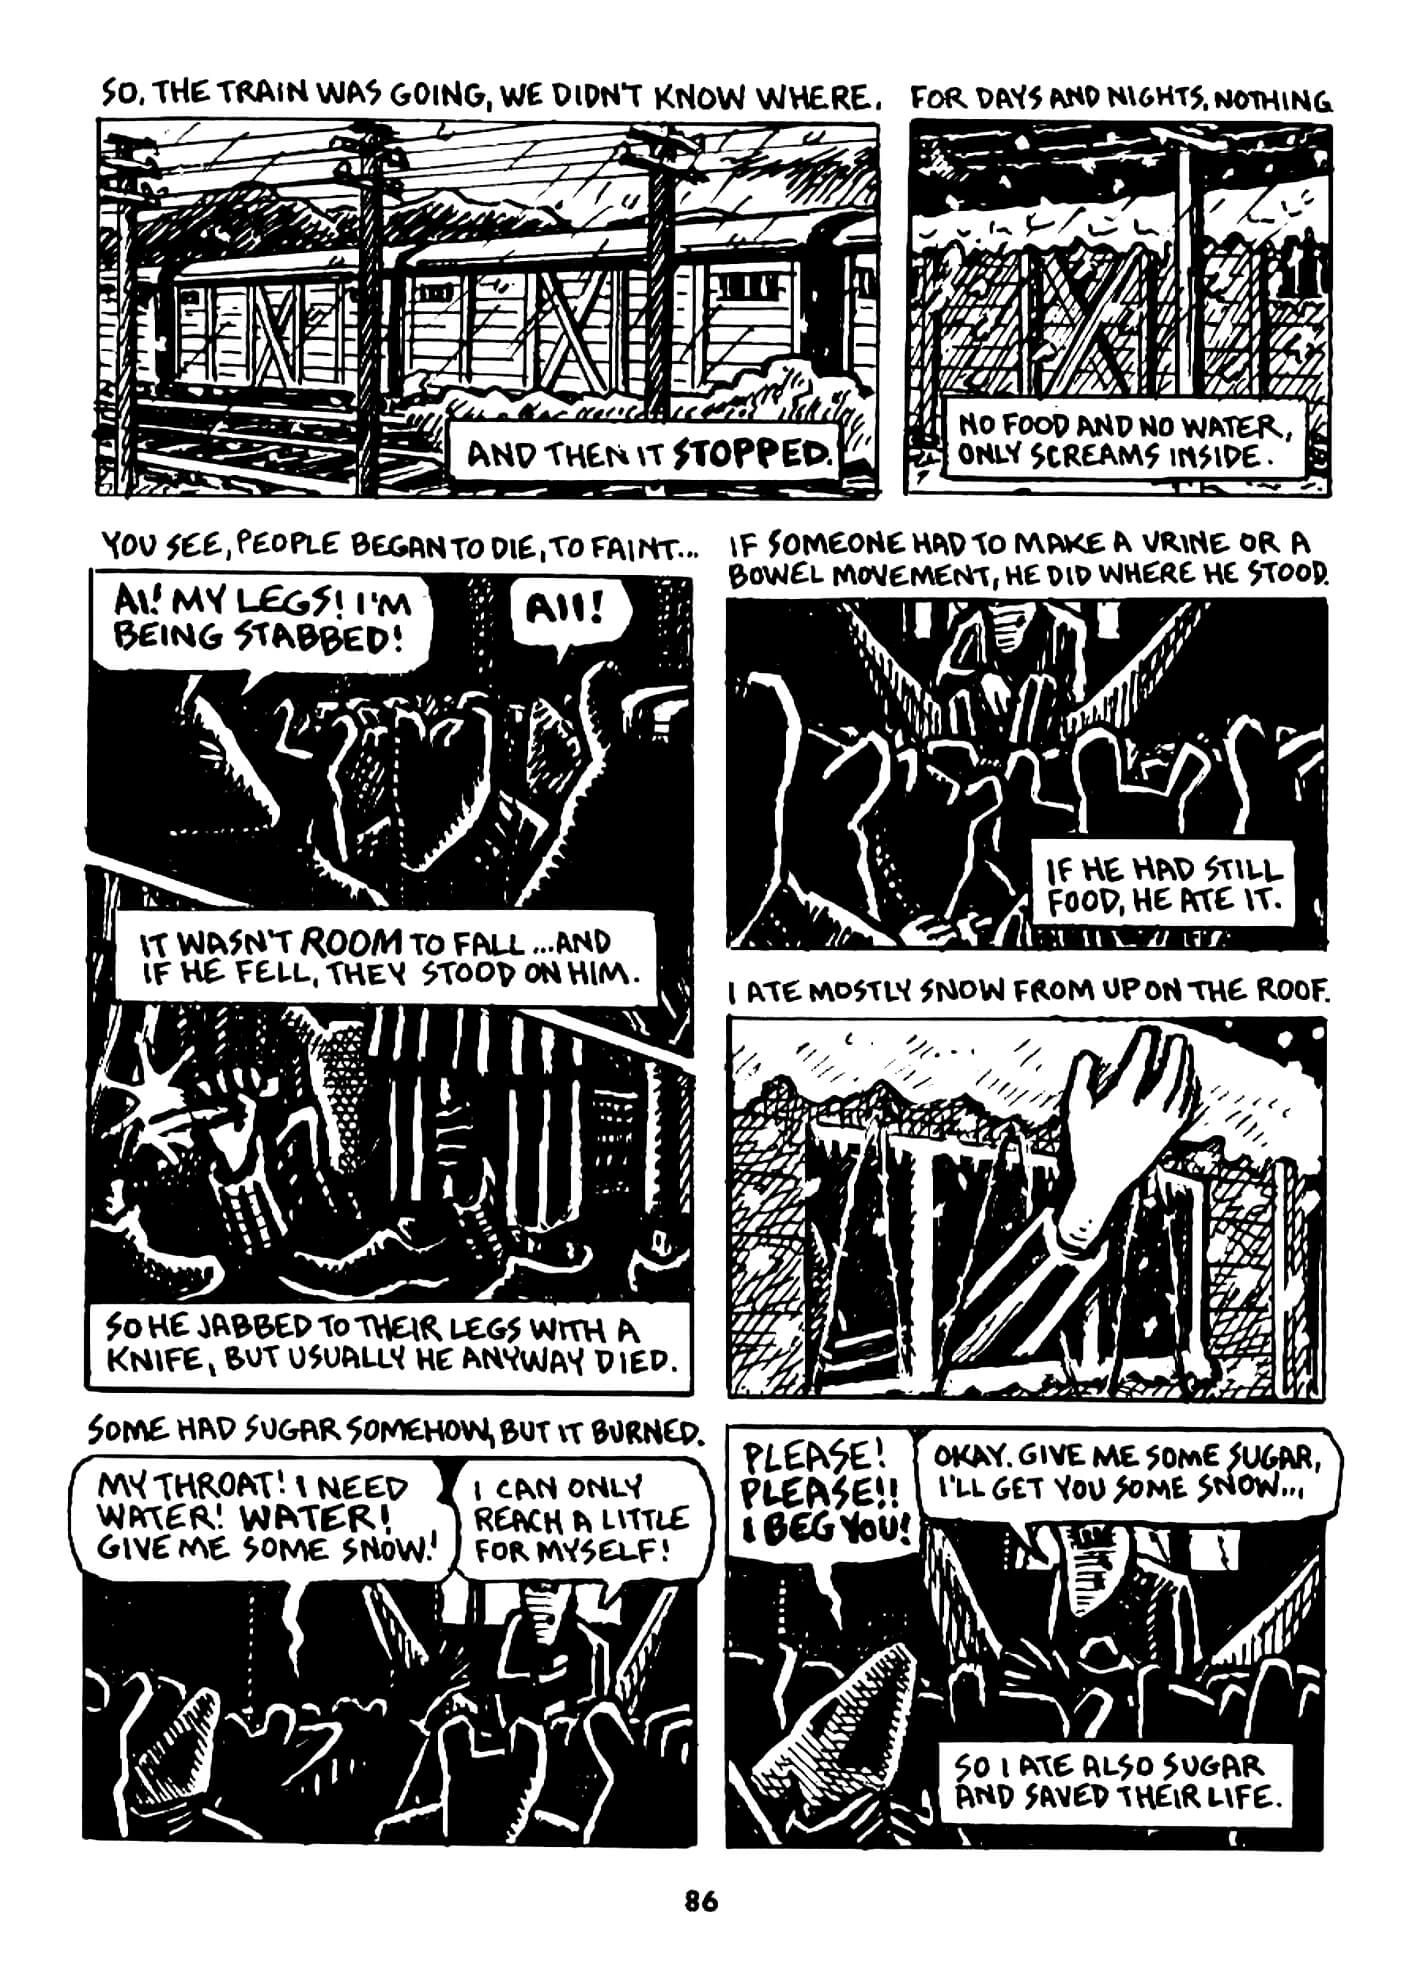 SO, THE TRAIN WAS GOING, WE DIDN'T KNOW WHERE.
AND THEN IT STOPPED.
FOR DAYS AND NIGHTS, NOTHING
NO FOOD AND NO WATER,
ONLY SCREAMS INSIDE.
YOU SEE, PEOPLE BEGAN TO DIE, TO FAINT...
AI! MY LEGS! I'M
BEING STABBED!
AII!
IT WASN'T ROOM TO FALL...AND
IF HE FELL, THEY STOOD ON HIM.
SO HE JABBED TO THEIR LEGS WITH A
KNIFE, BUT USUALLY HE ANYWAY DIED.
IF SOMEONE HAD TO MAKE A URINE OR A
BOWEL MOVEMENT, HE DID WHERE HE STOOD.
IF HE HAD STILL
FOOD, HE ATE IT.
I ATE MOSTLY SNOW FROM UP ON THE ROOF.
SOME HAD SUGAR SOMEHOW, BUT IT BURNED.
MY THROAT! I NEED
WATER! WATER!
GIVE ME SOME SNOW!
I CAN ONLY
REACH A LITTLE
FOR MYSELF!
PLEASE!
PLEASE!!
I BEG YOU!
OKAY. GIVE ME SOME SUGAR,
I'LL GET YOU SOME SNOW...
SO I ATE ALSO SUGAR
AND SAVED THEIR LIFE.
86